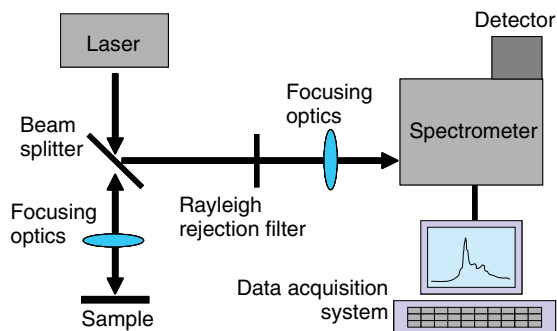 Detector
Laser
Focusing
optics
Beam
splitter
Spectrometer
Focusing
optics
Rayleigh
rejection filter
Data acquisition
system
Sample